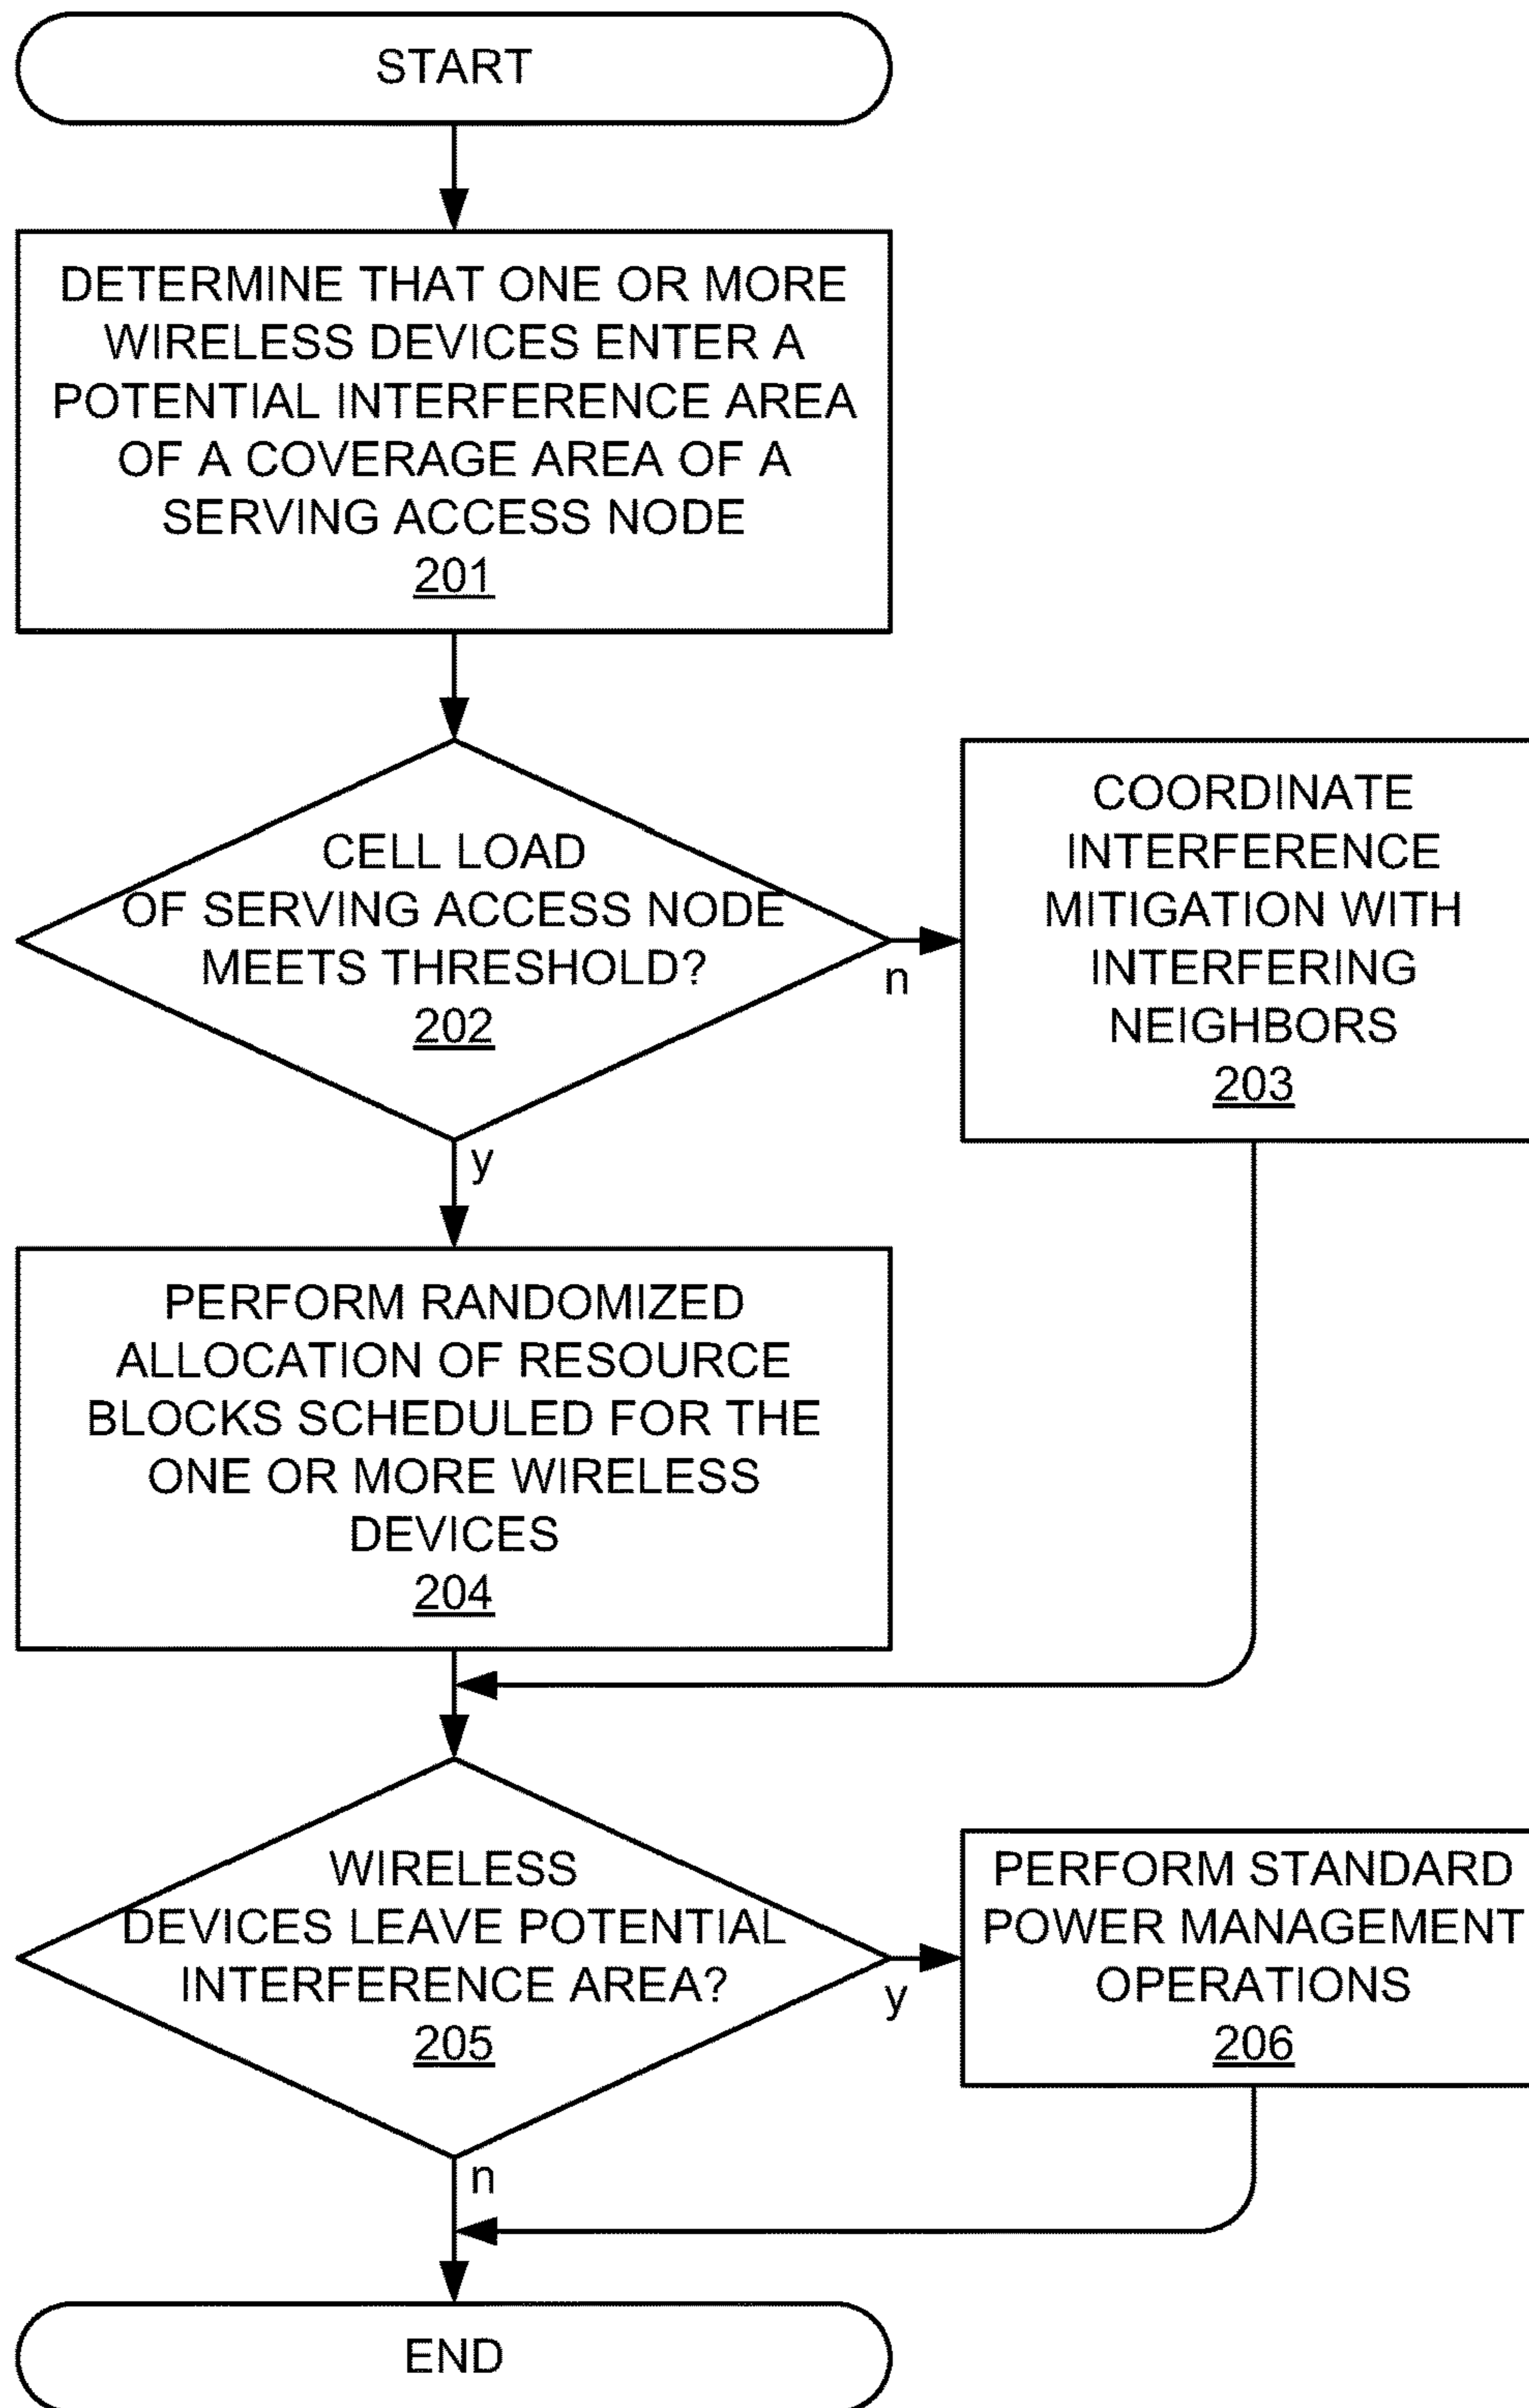 START
DETERMINE THAT ONE OR MORE
WIRELESS DEVICES ENTER A
POTENTIAL INTERFERENCE AREA
OF A COVERAGE AREA OF A
SERVING ACCESS NODE
201
CELL LOAD
OF SERVING ACCESS NODE
MEETS THRESHOLD?
202
n
y
COORDINATE
INTERFERENCE
MITIGATION WITH
INTERFERING
NEIGHBORS
203
PERFORM RANDOMIZED
ALLOCATION OF RESOURCE
BLOCKS SCHEDULED FOR THE
ONE OR MORE WIRELESS
DEVICES
204
WIRELESS
DEVICES LEAVE POTENTIAL
INTERFERENCE AREA?
205
y
n
PERFORM STANDARD
POWER MANAGEMENT
OPERATIONS
206
END